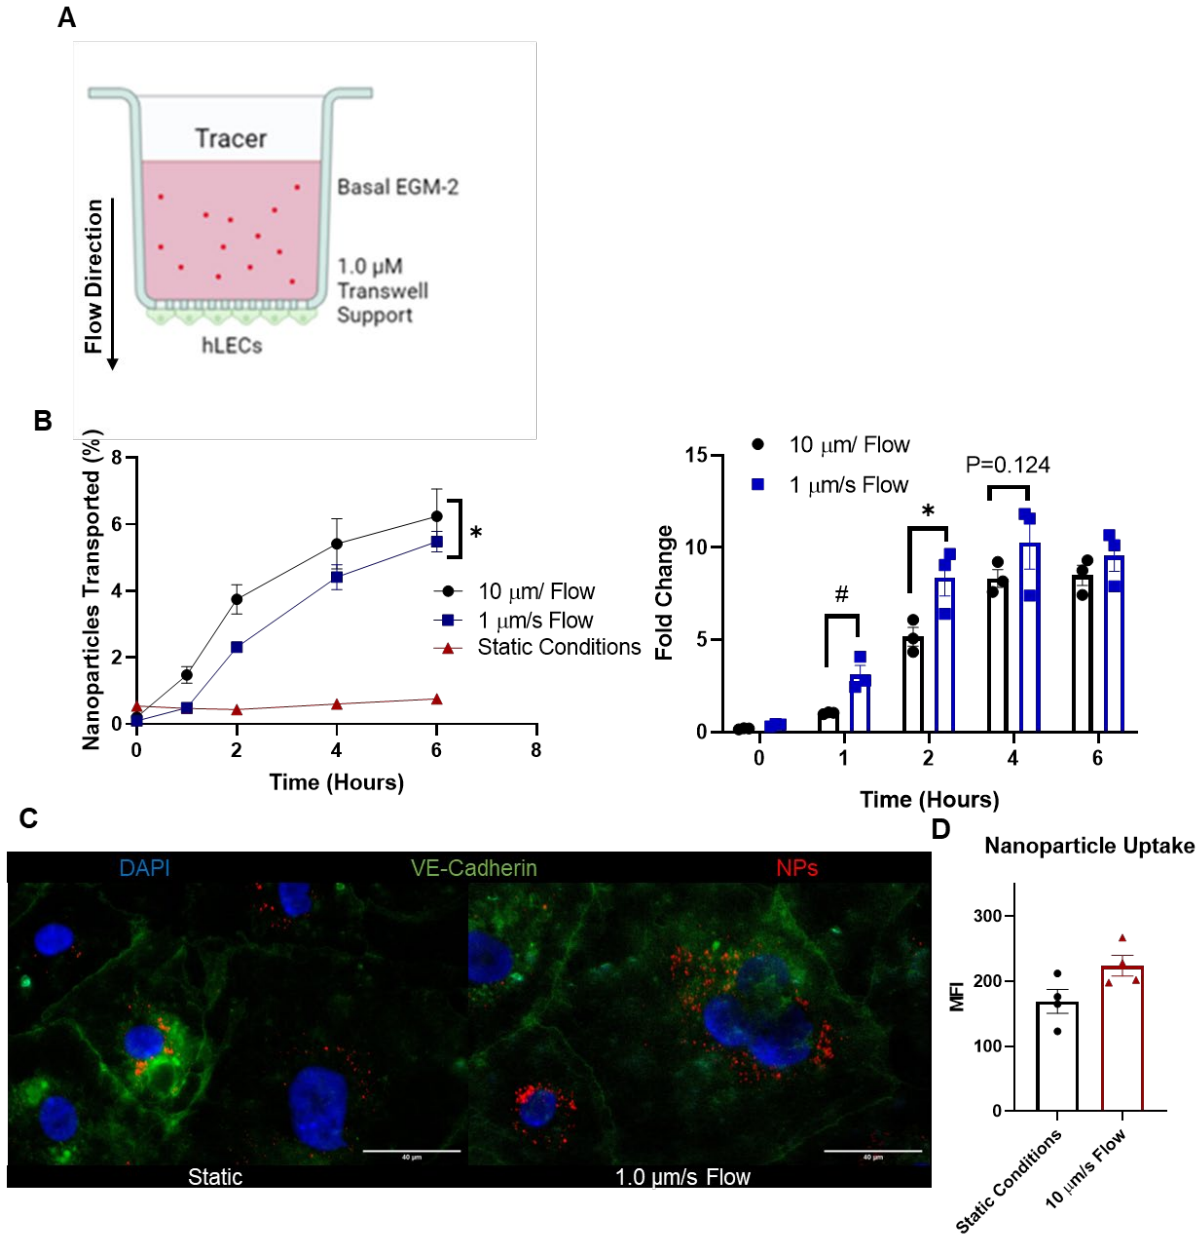 A
Tracer
Basal EGM-2
1.0 µM
Transwell
Support
hLECs
Flow Direction
B
Nanoparticles Transported (%)
8
6
4
2
0
0
2
4
6
8
Time (Hours)
*
10 µm/ Flow
1 µm/s Flow
Static Conditions
Fold Change
15
10
5
0
10 µm/ Flow
1 µm/s Flow
#
*
P=0.124
0
1
2
4
6
Time (Hours)
C
DAPI
VE-Cadherin
NPs
40 µm
40 µm
Static
1.0 µm/s Flow
D
Nanoparticle Uptake
MFI
300
200
100
0
Static Conditions
10 µm/s Flow